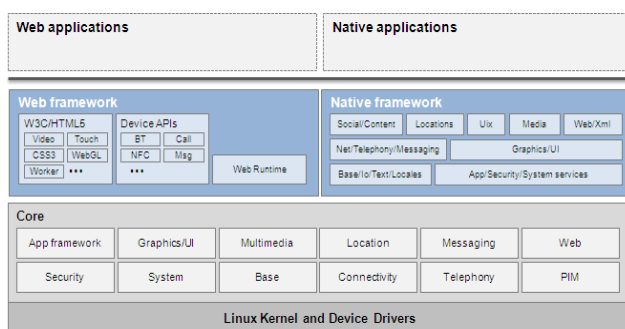 Web applications
Native applications
Web framework
W3C/HTML5
Video Touch
CSS3 WebGL
Worker •••
Device APIs
BT Call
NFC Msg
•••
Web Runtime
Native framework
Social/Content Locations Uix Media Web/Xml
Net/Telephony/Messaging Graphics/UI
Base/Io/Text/Locales App/Security/System services
Core
App framework Graphics/UI Multimedia Location Messaging Web
Security System Base Connectivity Telephony PIM
Linux Kernel and Device Drivers